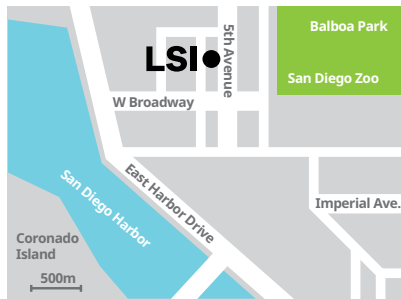 Balboa Park
5th Avenue
LSI
San Diego Zoo
W Broadway
East Harbor Drive
San Diego Harbor
Imperial Ave.
Coronado
Island
500m